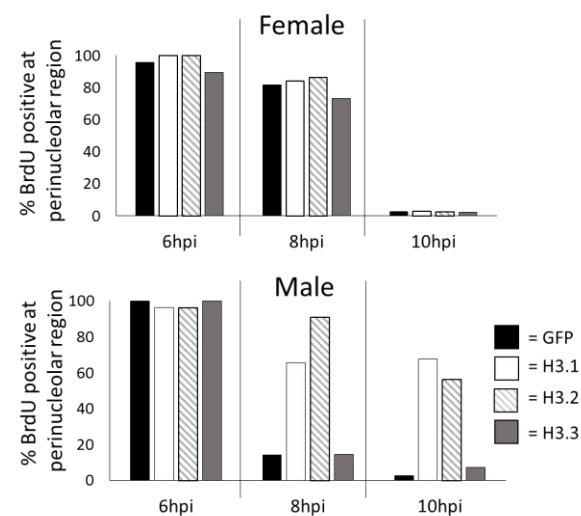 Female
% BrdU positive at
perinucleolar region
100
80
60
40
20
0
6hpi 8hpi 10hpi
Male
% BrdU positive at
perinucleolar region
100
80
60
40
20
0
6hpi 8hpi 10hpi
= GFP
= H3.1
= H3.2
= H3.3